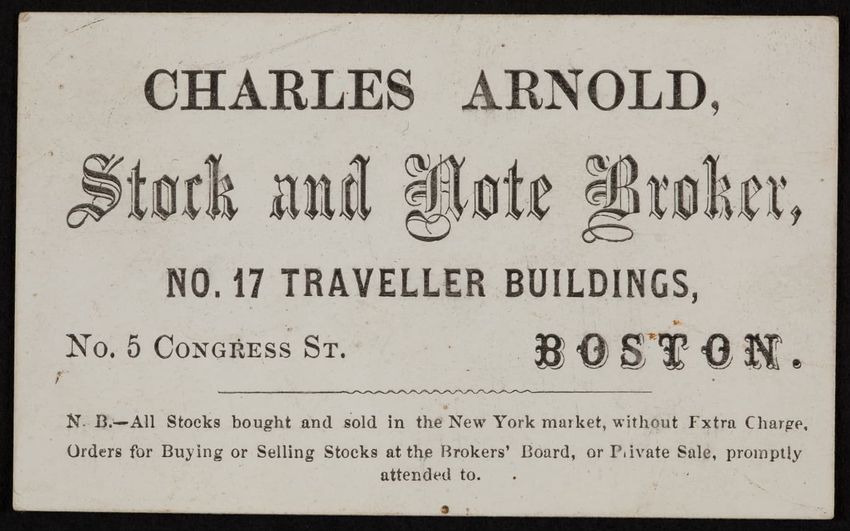 CHARLES ARNOLD,
Stock and Note Broker,
NO. 17 TRAVELLER BUILDINGS,
No. 5 Congress St. BOSTON.
N. B.—All Stocks bought and sold in the New York market, without Extra Charge.
Orders for Buying or Selling Stocks at the Brokers' Board, or Private Sale, promptly
attended to.